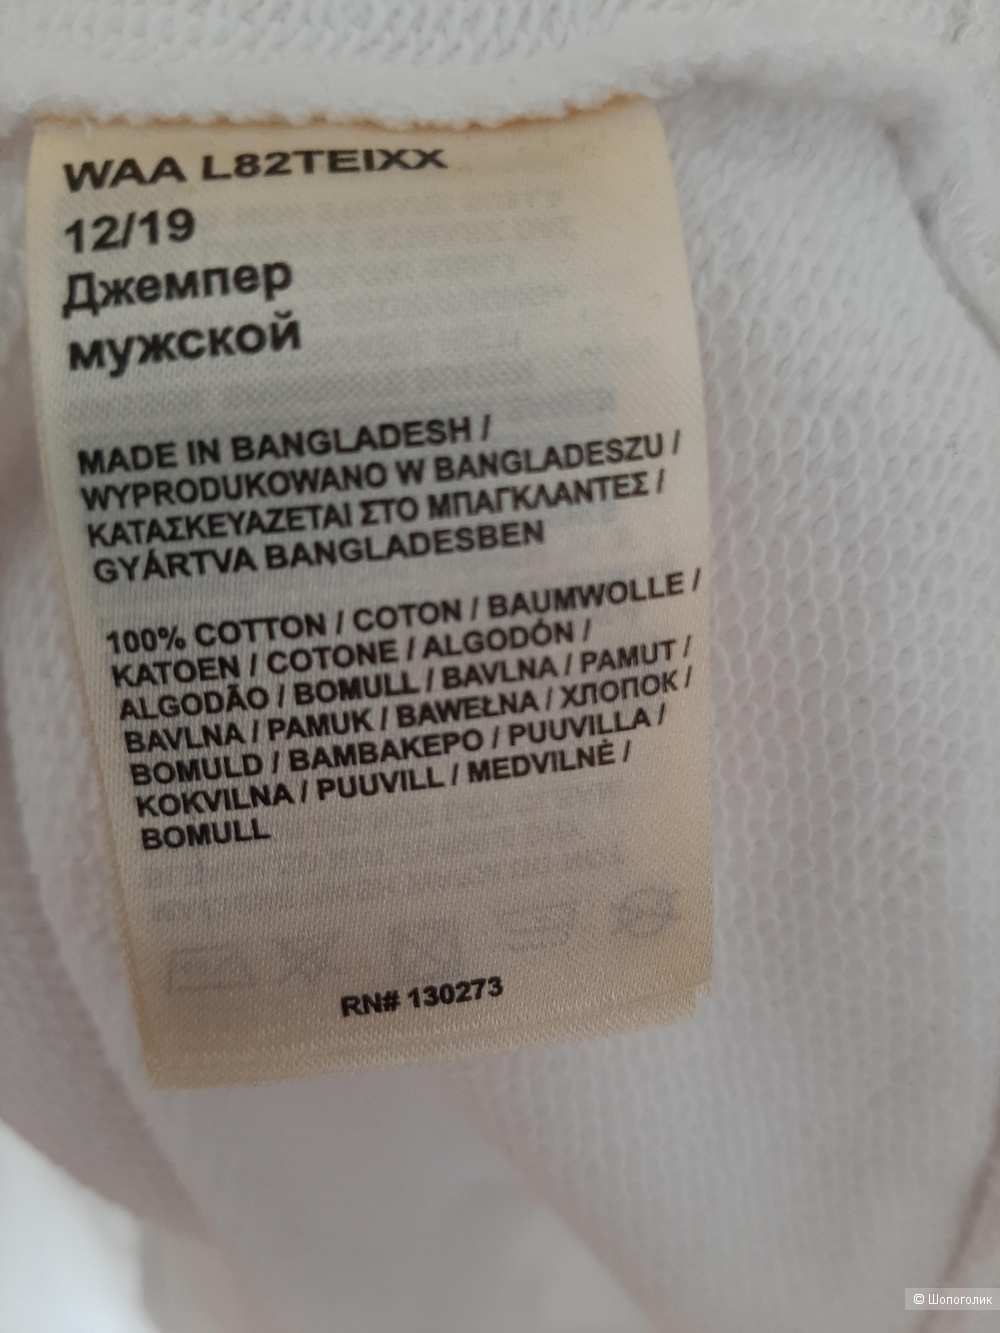 WAA L82TEIXX
12/19
Джемпер
мужской
MADE IN BANGLADESH /
WYPRODUKOWANO W BANGLADESZU /
ΚΑΤΑΣΚΕΥΑΖΕΤΑΙ ΣΤΟ ΜΠΑΓΚΛΑΝΤΕΣ /
GYÁRTVA BANGLADESBEN
100% COTTON / COTON / BAUMWOLLE /
KATOEN / COTONE / ALGODÓN /
ALGODÃO / BOMULL / BAVLNA / PAMUT /
BAVLNA / PAMUK / BAWEŁNA / ХЛОПОК /
BOMULD / ΒΑΜΒΑΚΕΡΟ / PUUVILLA /
KOKVILNA / PUUVILL / MEDVILNĖ /
BOMULL
RN# 130273
© Шопоголик